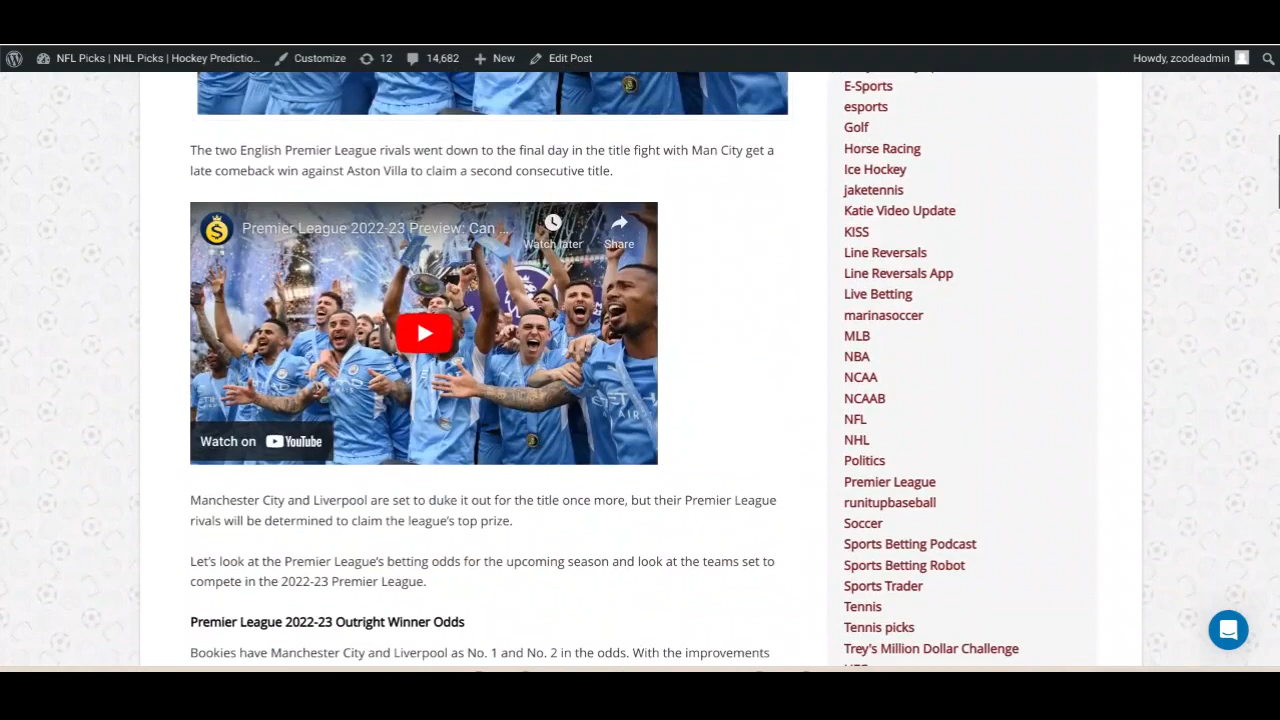 NFL Picks | NHL Picks | Hockey Predictio...
Customize
12
14,682
New
Edit Post
Howdy, zcodeadmin
The two English Premier League rivals went down to the final day in the title fight with Man City get a
late comeback win against Aston Villa to claim a second consecutive title.
Premier League 2022-23 Preview: Can ...
Watch later
Share
ETIHAD
AIR
Watch on YouTube
Manchester City and Liverpool are set to duke it out for the title once more, but their Premier League
rivals will be determined to claim the league's top prize.
Let's look at the Premier League's betting odds for the upcoming season and look at the teams set to
compete in the 2022-23 Premier League.
Premier League 2022-23 Outright Winner Odds
Bookies have Manchester City and Liverpool as No. 1 and No. 2 in the odds. With the improvements
E-Sports
esports
Golf
Horse Racing
Ice Hockey
jaketennis
Katie Video Update
KISS
Line Reversals
Line Reversals App
Live Betting
marinasoccer
MLB
NBA
NCAA
NCAAB
NFL
NHL
Politics
Premier League
runitupbaseball
Soccer
Sports Betting Podcast
Sports Betting Robot
Sports Trader
Tennis
Tennis picks
Trey's Million Dollar Challenge